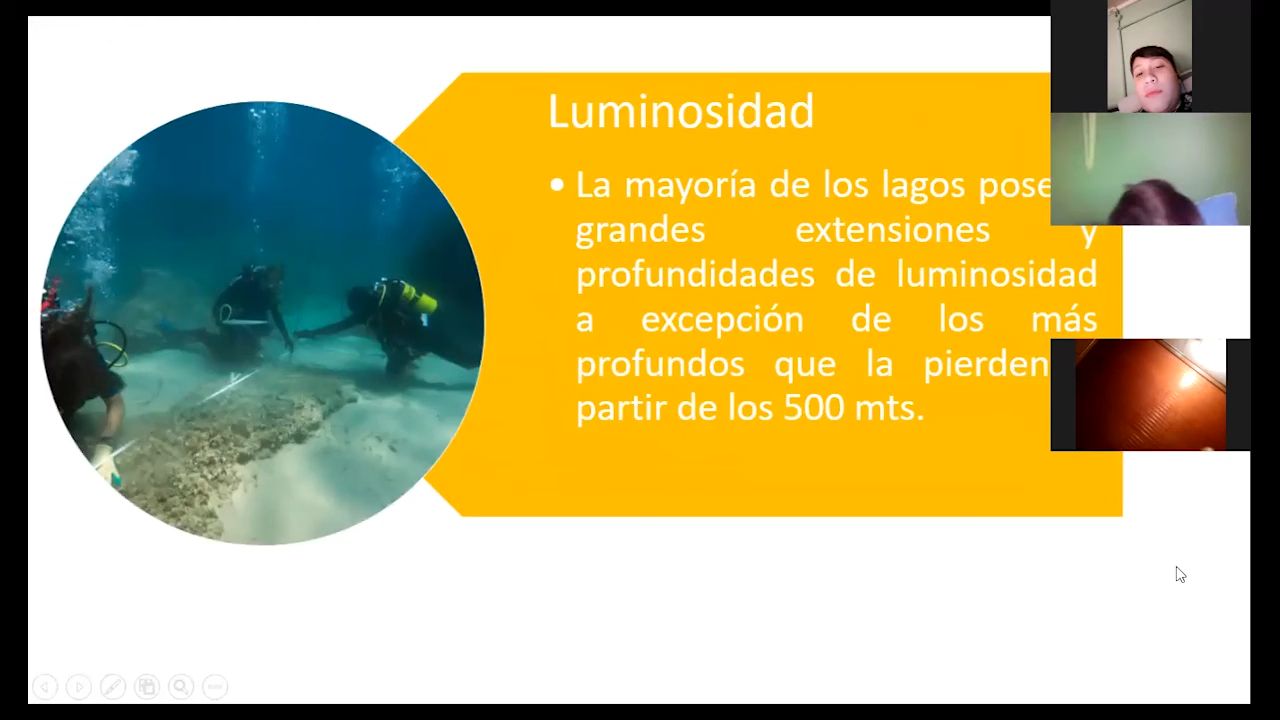 Luminosidad
• La mayoría de los lagos
grandes extensiones y
profundidades de luminosidad
a excepción de los más
profundos que la pierden
partir de los 500 mts.